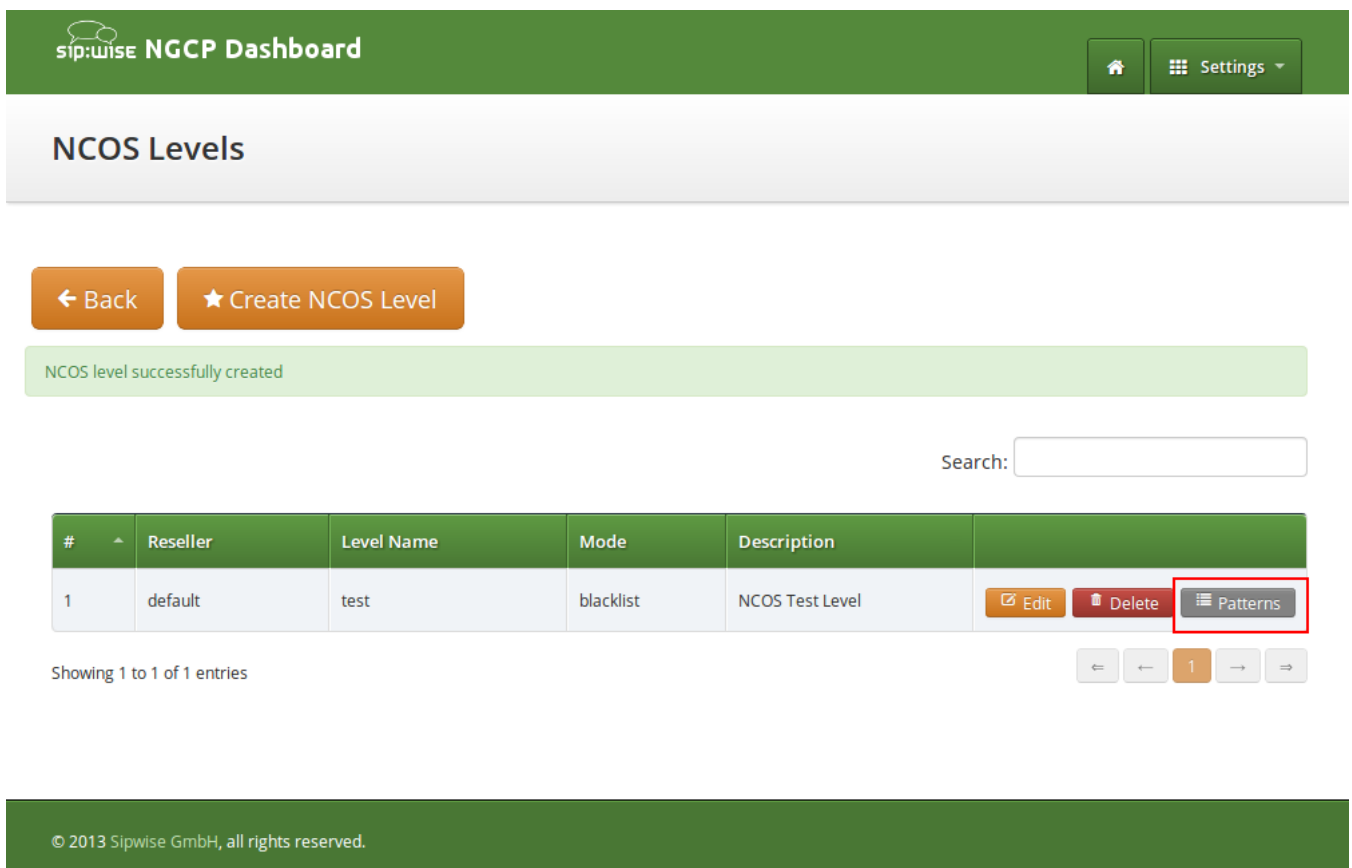 sip:wise NGCP Dashboard
Settings
NCOS Levels
Back
Create NCOS Level
NCOS level successfully created
Search:
# Reseller Level Name Mode Description
1 default test blacklist NCOS Test Level Edit Delete Patterns
Showing 1 to 1 of 1 entries
⇐ ← 1 → ⇒
© 2013 Sipwise GmbH, all rights reserved.